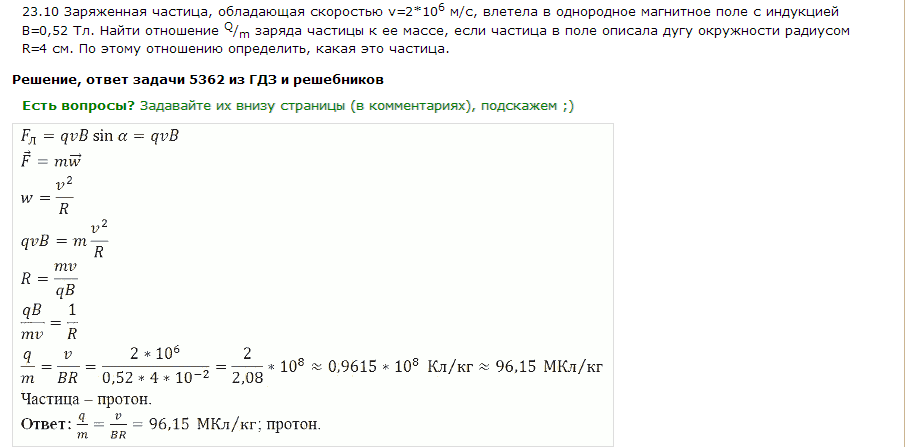 23.10 Заряженная частица, обладающая скоростью v=2*10⁶ м/с, влетела в однородное магнитное поле с индукцией
B=0,52 Тл. Найти отношение Q/m заряда частицы к ее массе, если частица в поле описала дугу окружности радиусом
R=4 см. По этому отношению определить, какая это частица.
Решение, ответ задачи 5362 из ГДЗ и решебников
Есть вопросы? Задавайте их внизу страницы (в комментариях), подскажем ;)
Fл = qvB sin α = qvB
F⃗ = mw⃗
w = v²/R
qvB = m v²/R
R = mv/qB
qB/mv = 1/R
q/m = v/BR = 2 * 10⁶/0,52 * 4 * 10⁻² = 2/2,08 * 10⁸ ≈ 0,9615 * 10⁸ Кл/кг ≈ 96,15 МКл/кг
Частица – протон.
Ответ: q/m = v/BR = 96,15 МКл/кг; протон.